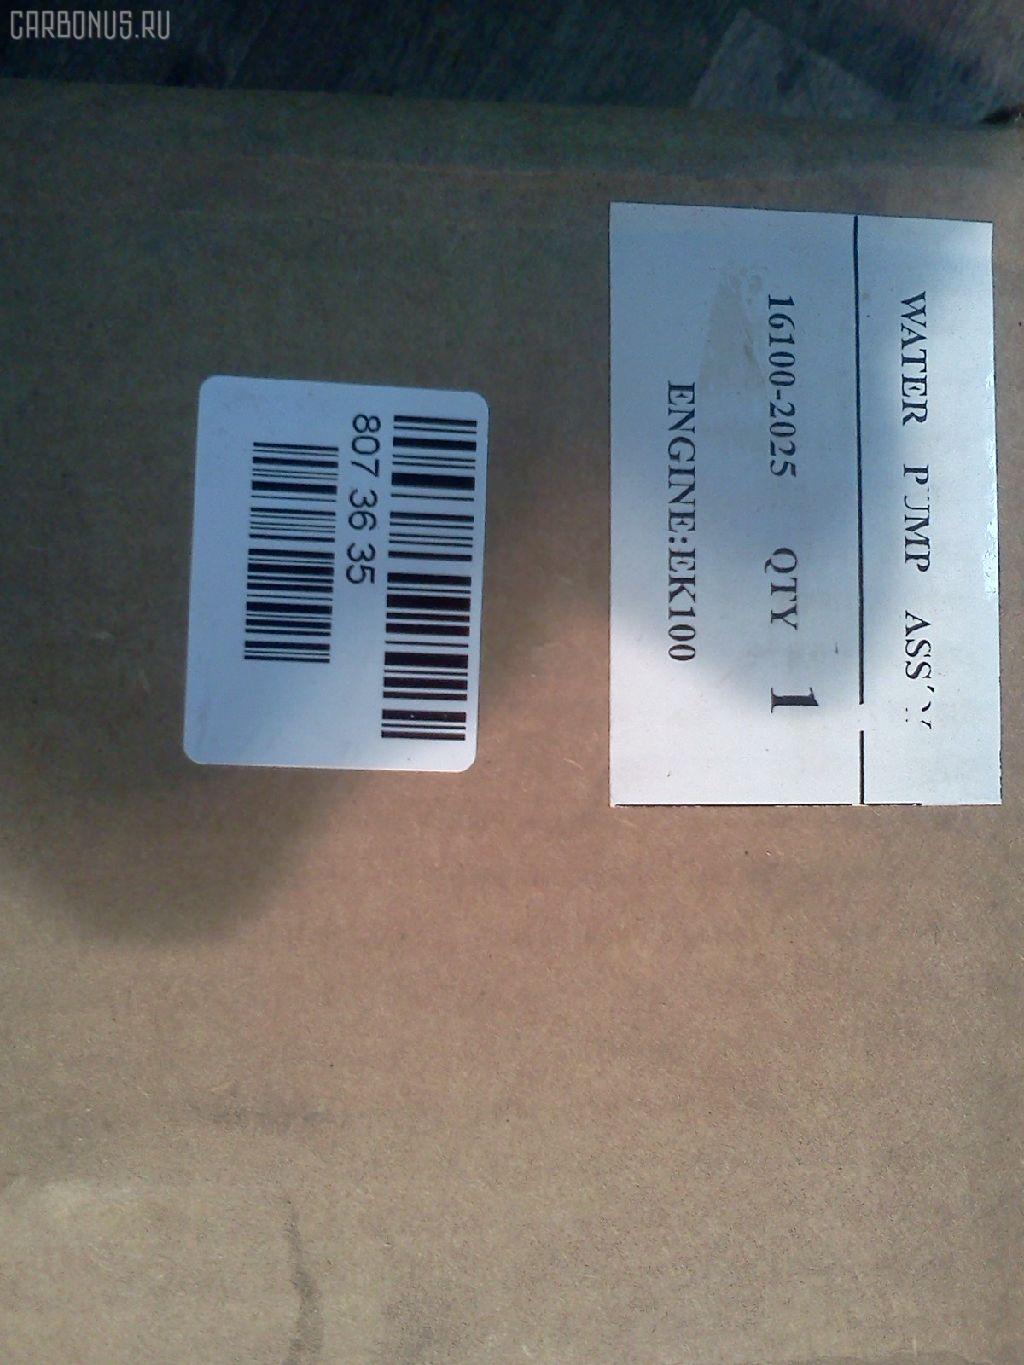 CARBONUS.RU
WATER PUMP ASS'Y
16100-2025 QTY 1
ENGINE:EK100
807 36 35